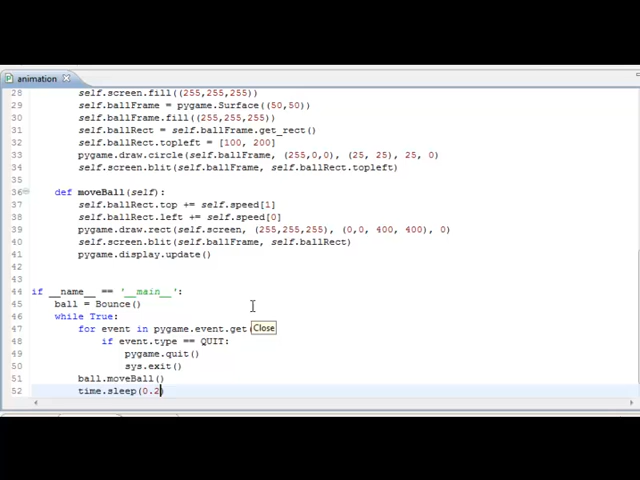 animation
28 self.screen.fill((255,255,255))
29 self.ballFrame = pygame.Surface((50,50))
30 self.ballFrame.fill((255,255,255))
31 self.ballRect = self.ballFrame.get_rect()
32 self.ballRect.topleft = [100, 200]
33 pygame.draw.circle(self.ballFrame, (255,0,0), (25, 25), 25, 0)
34 self.screen.blit(self.ballFrame, self.ballRect.topleft)
35
36 def moveBall(self):
37 self.ballRect.top += self.speed[1]
38 self.ballRect.left += self.speed[0]
39 pygame.draw.rect(self.screen, (255,255,255), (0,0, 400, 400), 0)
40 self.screen.blit(self.ballFrame, self.ballRect)
41 pygame.display.update()
42
43
44 if __name__ == '__main__':
45 ball = Bounce()
46 while True:
47 for event in pygame.event.get(
Close
48 if event.type == QUIT:
49 pygame.quit()
50 sys.exit()
51 ball.moveBall()
52 time.sleep(0.2)